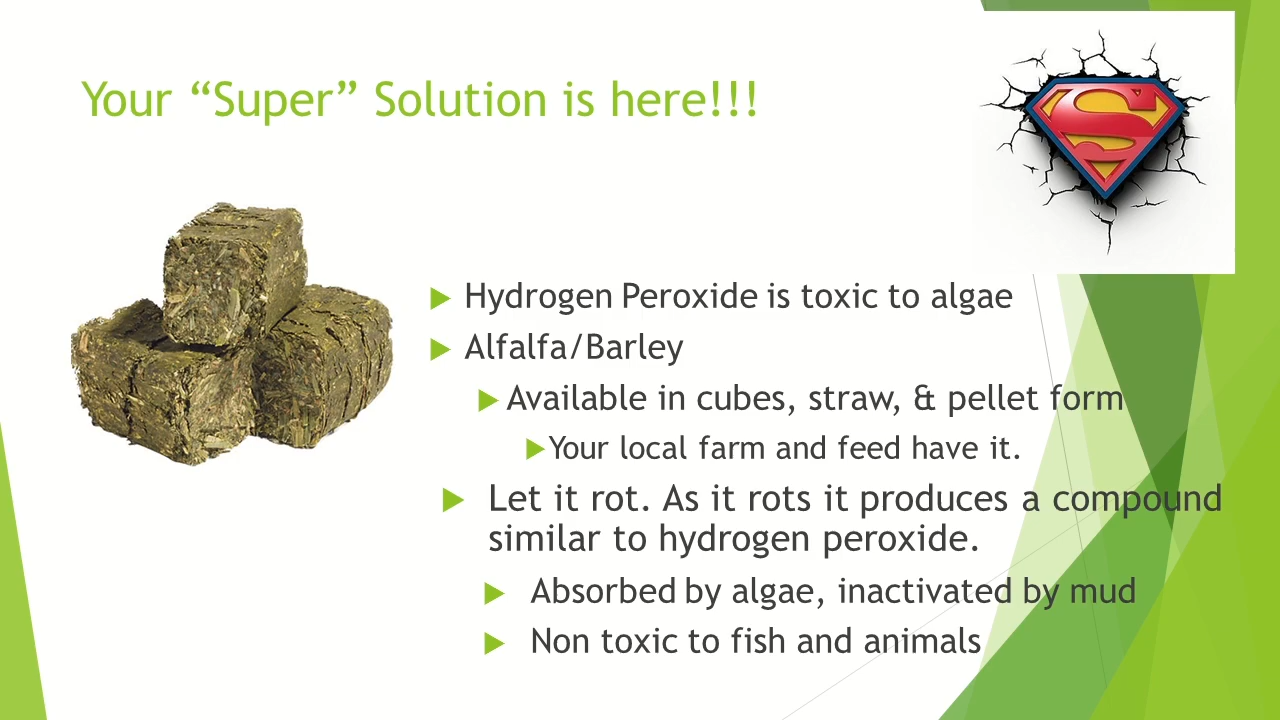 Your “Super” Solution is here!!!
S
Hydrogen Peroxide is toxic to algae
Alfalfa/Barley
Available in cubes, straw, & pellet form
Your local farm and feed have it.
Let it rot. As it rots it produces a compound
similar to hydrogen peroxide.
Absorbed by algae, inactivated by mud
Non toxic to fish and animals